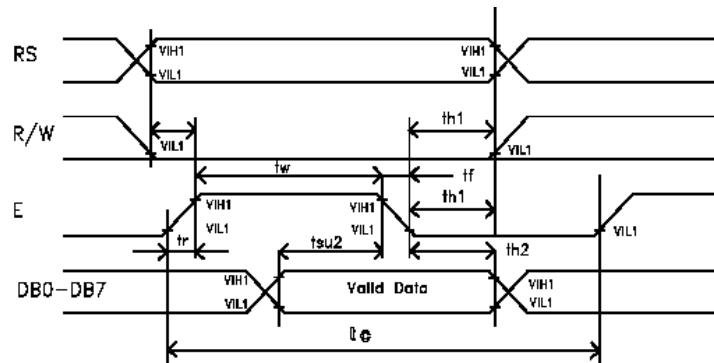 RS
VIH1
VIL1
VIH1
VIL1
R/W
VIL1
th1
VIL1
tw
tf
E
VIH1
VIL1
VIH1
VIL1
th1
VIL1
tr
tsu2
th2
DB0-DB7
VIH1
VIL1
Valid Data
VIH1
VIL1
tc